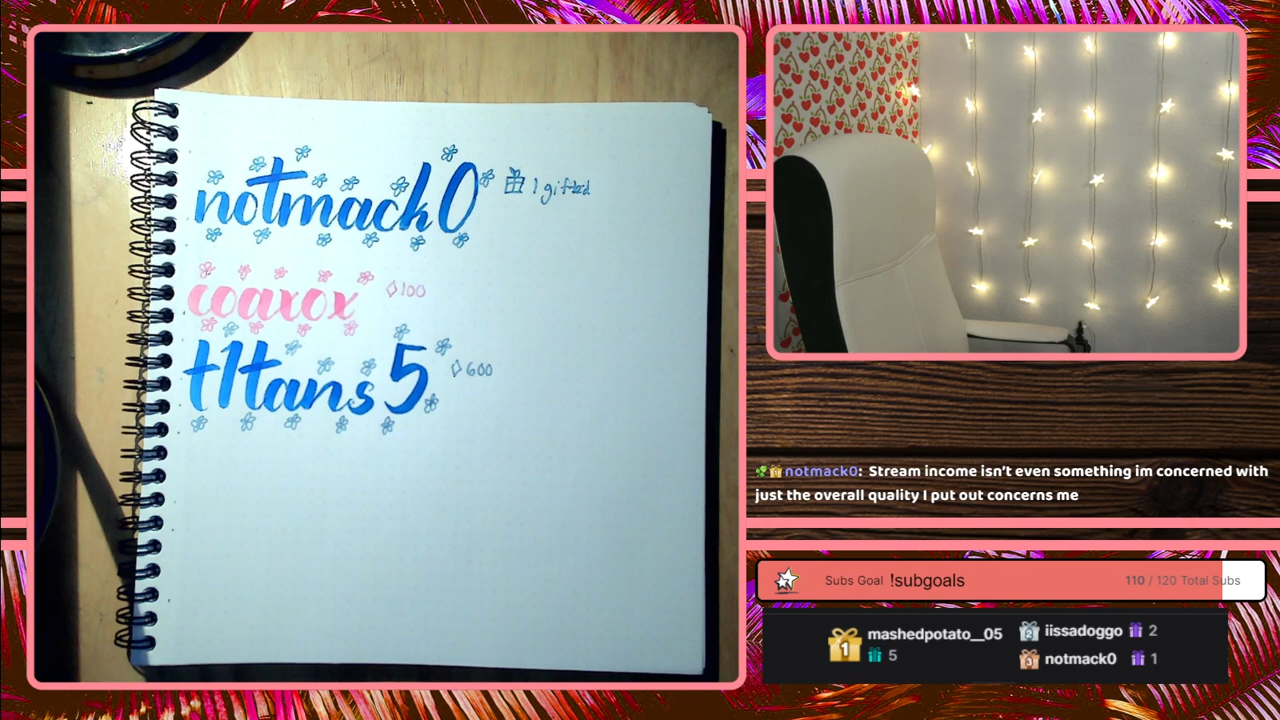 notmack0 1 gifted
coaxox ◊100
t1tans5 ◊600
notmack0: Stream income isn't even something im concerned with
just the overall quality I put out concerns me
Subs Goal !subgoals 110 / 120 Total Subs
1 mashedpotato__05 5
2 iissadoggo 2
3 notmack0 1